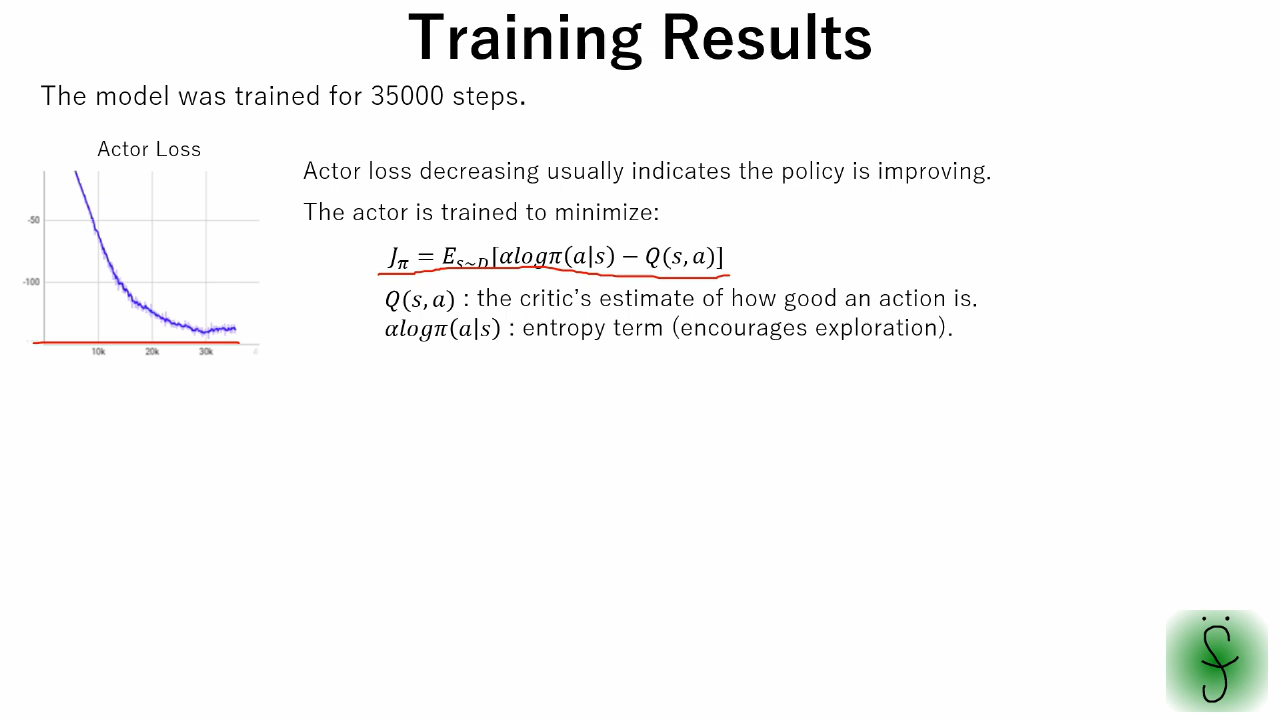 Training Results
The model was trained for 35000 steps.
Actor Loss
-50
-100
10k
20k
30k
Actor loss decreasing usually indicates the policy is improving.
The actor is trained to minimize:
J_π = E_{s~D}[αlogπ(a|s) − Q(s,a)]
Q(s,a) : the critic’s estimate of how good an action is.
αlogπ(a|s) : entropy term (encourages exploration).